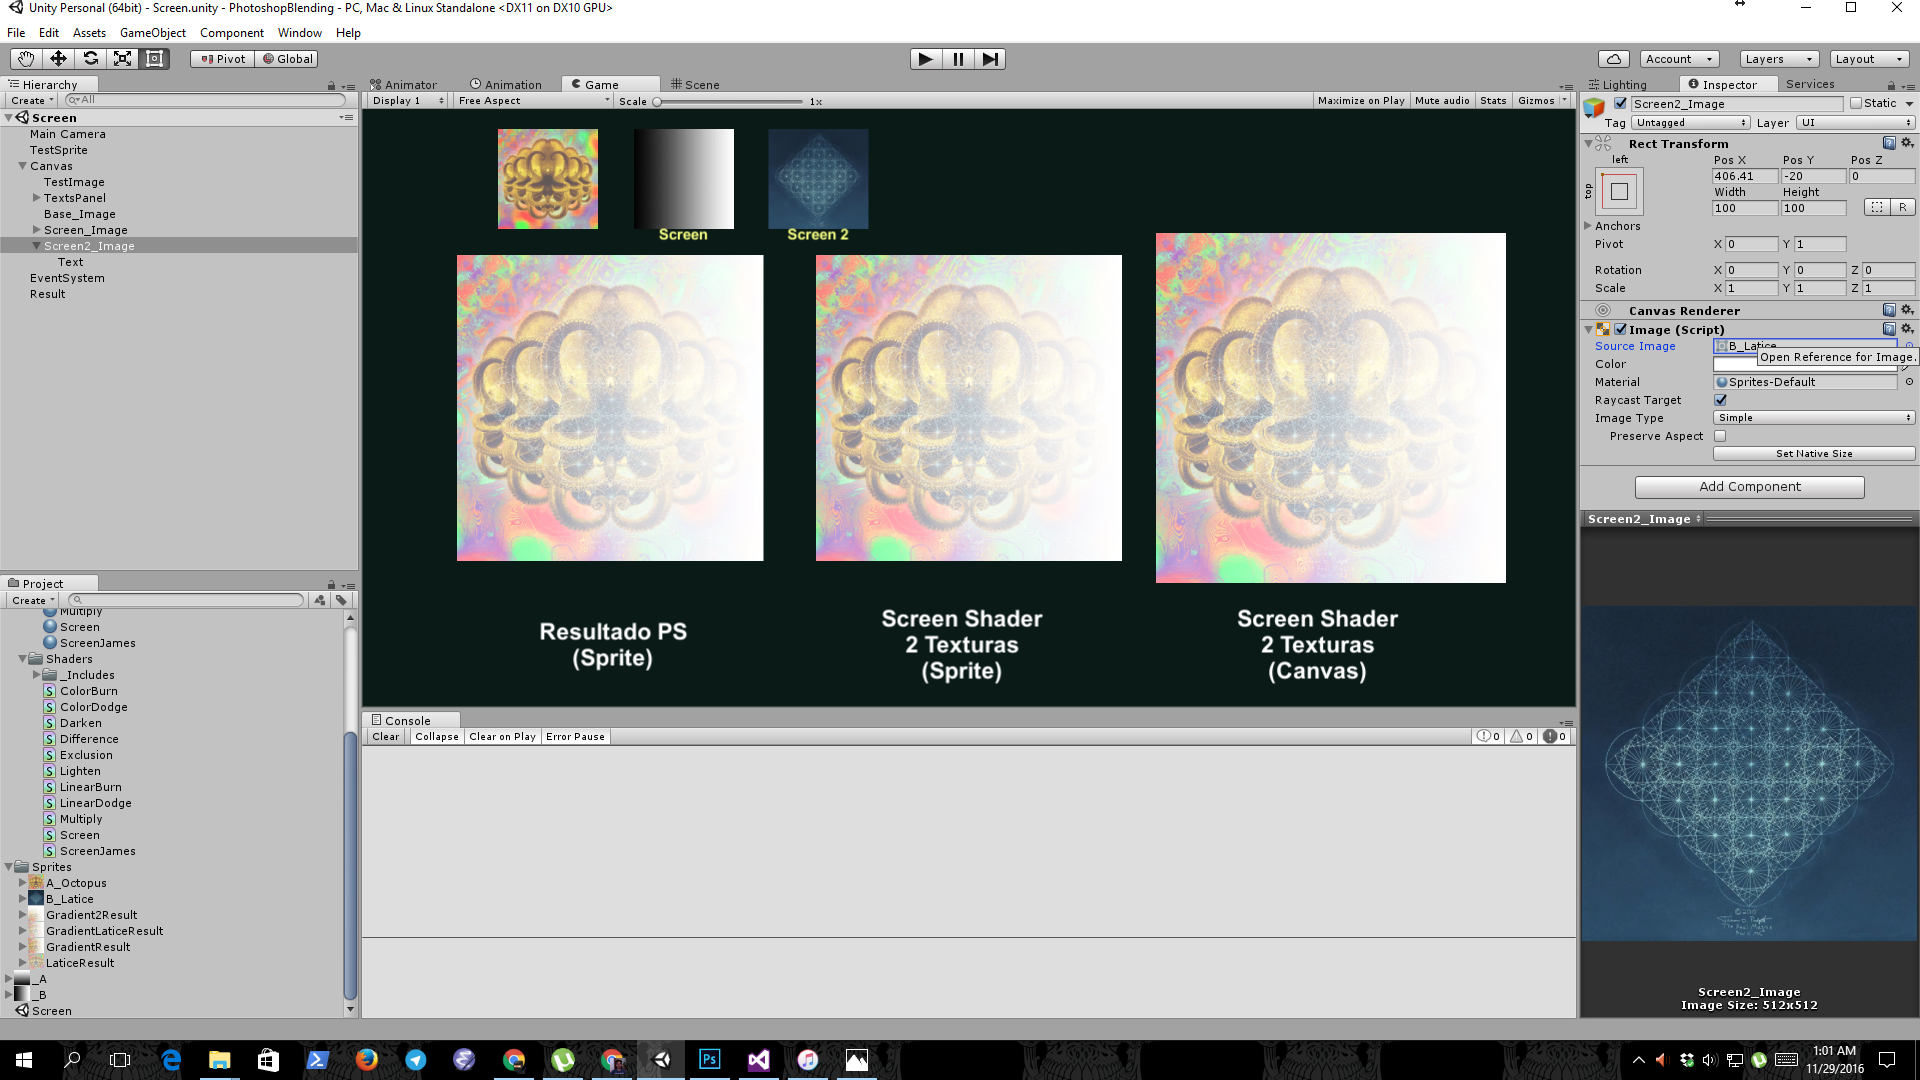 Unity Personal (64bit) - Screen.unity - PhotoshopBlending - PC, Mac & Linux Standalone <DX11 on DX10 GPU>
File Edit Assets GameObject Component Window Help
Pivot Global Account Layers Layout
Hierarchy
Create All
Screen
Main Camera
TestSprite
Canvas
TestImage
TextsPanel
Base_Image
Screen_Image
Screen2_Image
Text
EventSystem
Result
Project
Create
Multiply
Screen
ScreenJames
Shaders
_Includes
ColorBurn
ColorDodge
Darken
Difference
Exclusion
Lighten
LinearBurn
LinearDodge
Multiply
Screen
ScreenJames
Sprites
A_Octopus
B_Latice
Gradient2Result
GradientLaticeResult
GradientResult
LaticeResult
_A
_B
Screen
Animator Animation Game Scene
Display 1 Free Aspect Scale 1x Maximize on Play Mute audio Stats Gizmos
Screen
Screen 2
Resultado PS
(Sprite)
Screen Shader
2 Texturas
(Sprite)
Screen Shader
2 Texturas
(Canvas)
Console
Clear Collapse Clear on Play Error Pause 0 0 0
Lighting Inspector Services
Screen2_Image Static
Tag Untagged Layer UI
Rect Transform
left Pos X Pos Y Pos Z
top 406.41 -20 0
Width Height
100 100 R
Anchors
Pivot X 0 Y 1
Rotation X 0 Y 0 Z 0
Scale X 1 Y 1 Z 1
Canvas Renderer
Image (Script)
Source Image B_Latice
Open Reference for Image.
Color
Material Sprites-Default
Raycast Target
Image Type Simple
Preserve Aspect
Set Native Size
Add Component
Screen2_Image
Screen2_Image
Image Size: 512x512
Ps
1:01 AM
11/29/2016